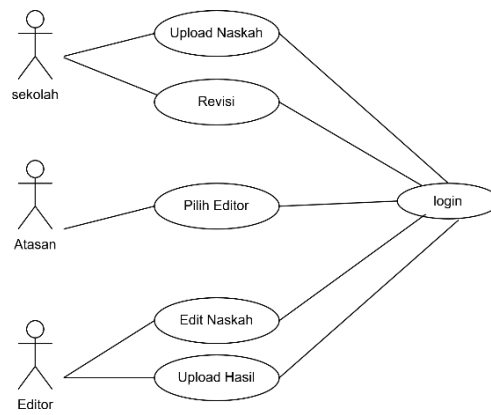 Upload Naskah
sekolah
Revisi
Pilih Editor
login
Atasan
Edit Naskah
Upload Hasil
Editor